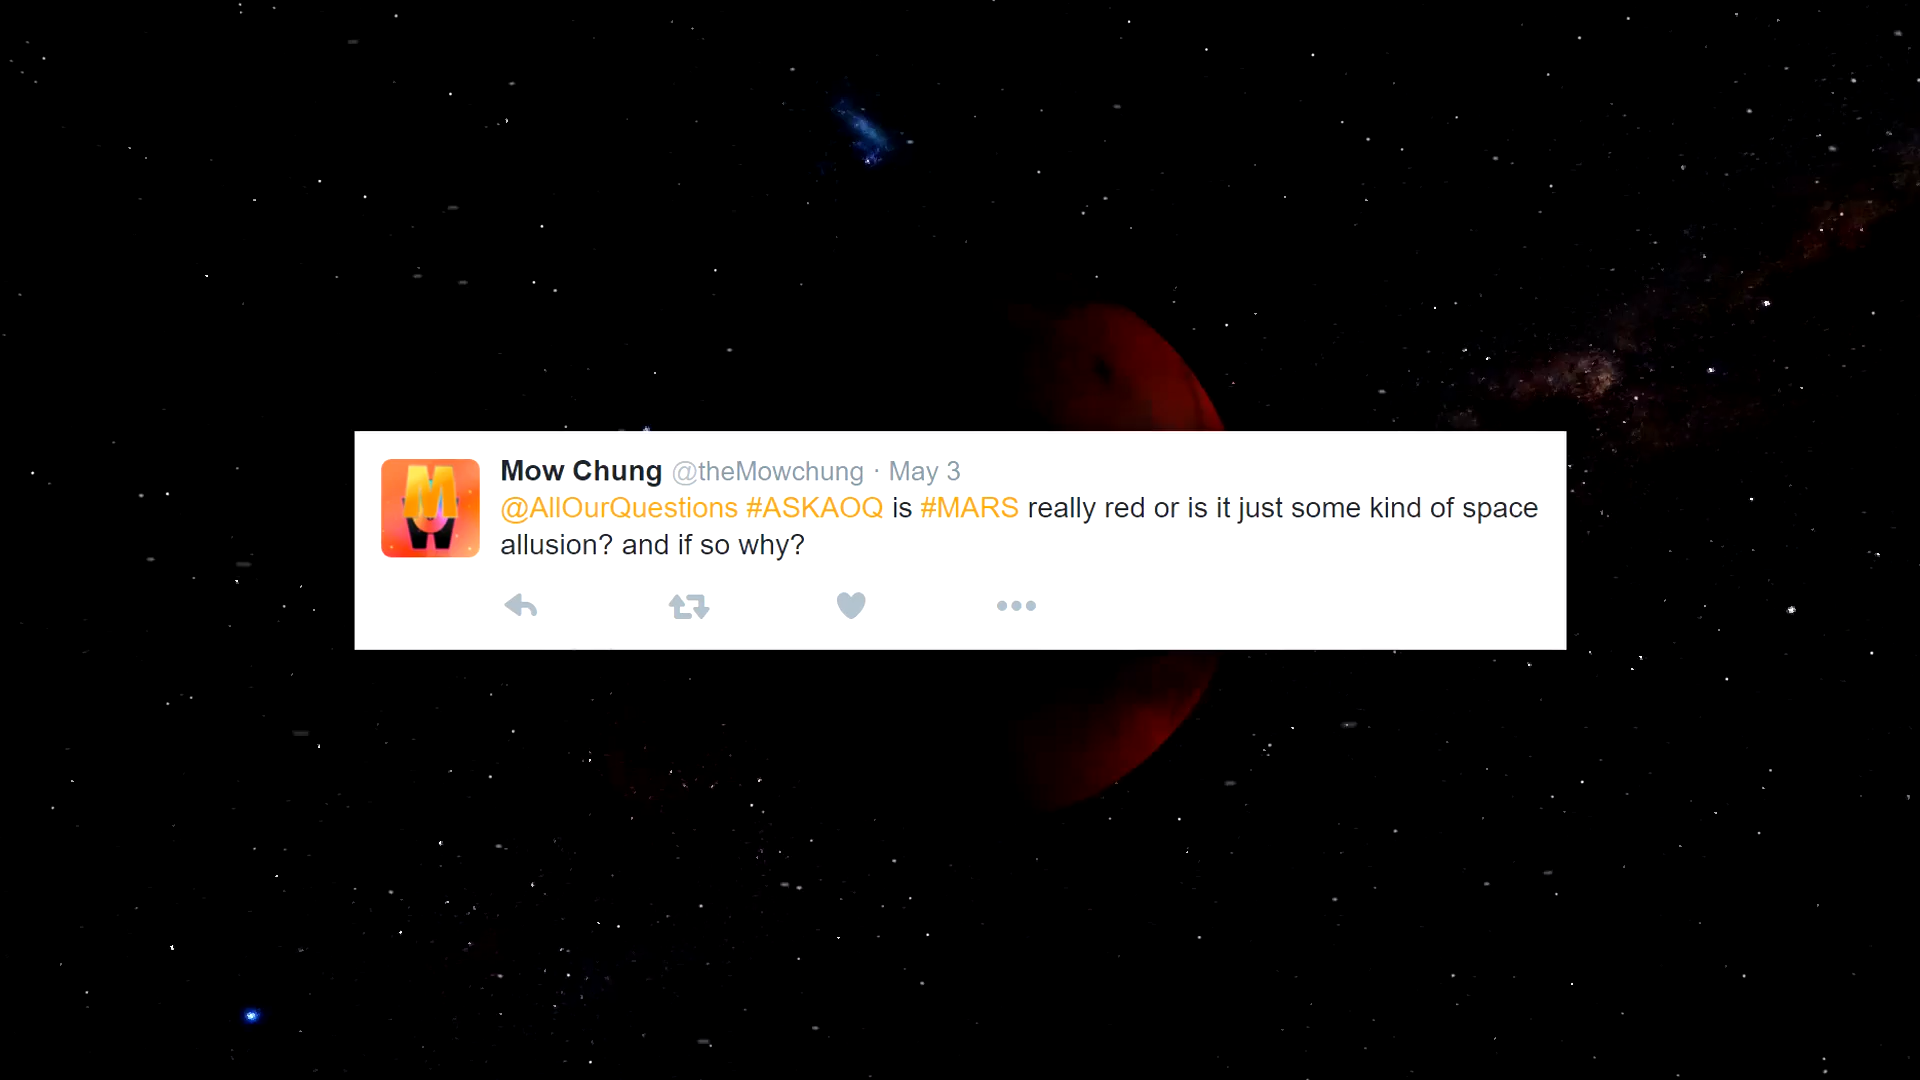 Mow Chung @theMowchung · May 3
@AllOurQuestions #ASKAOQ is #MARS really red or is it just some kind of space
allusion? and if so why?